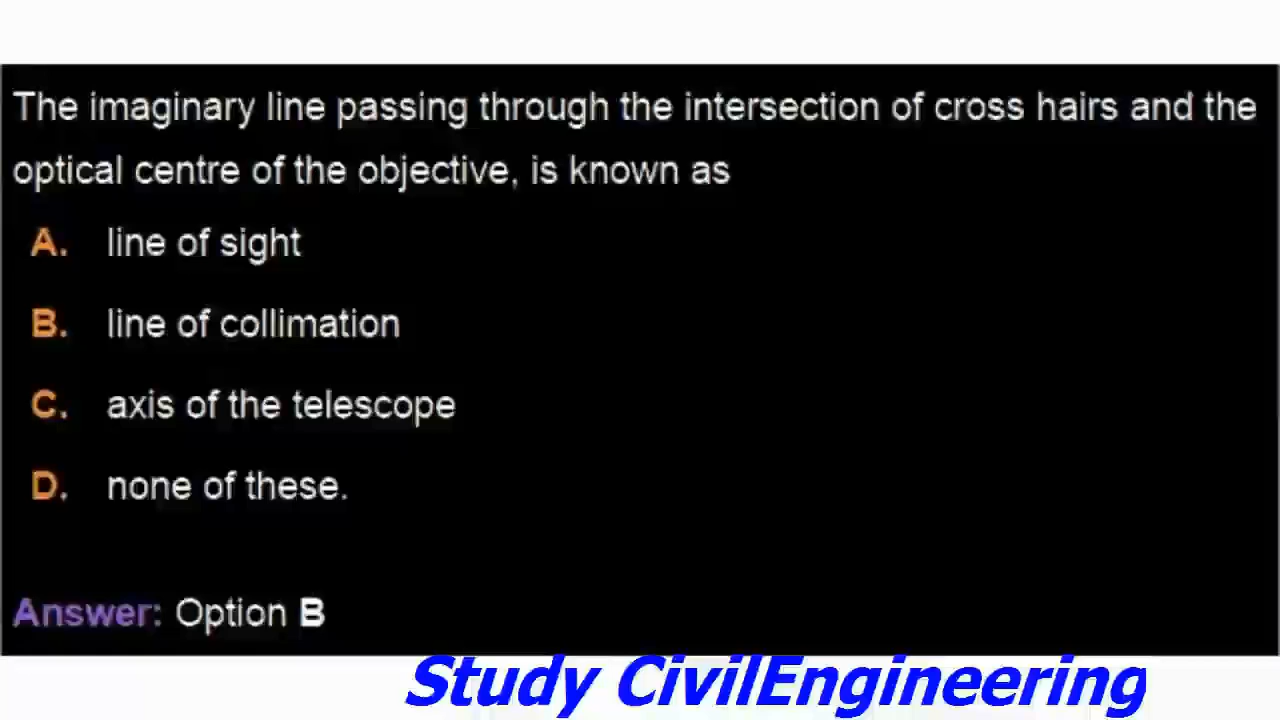 The imaginary line passing through the intersection of cross hairs and the
optical centre of the objective, is known as
A. line of sight
B. line of collimation
C. axis of the telescope
D. none of these.
Answer: Option B
Study CivilEngineering